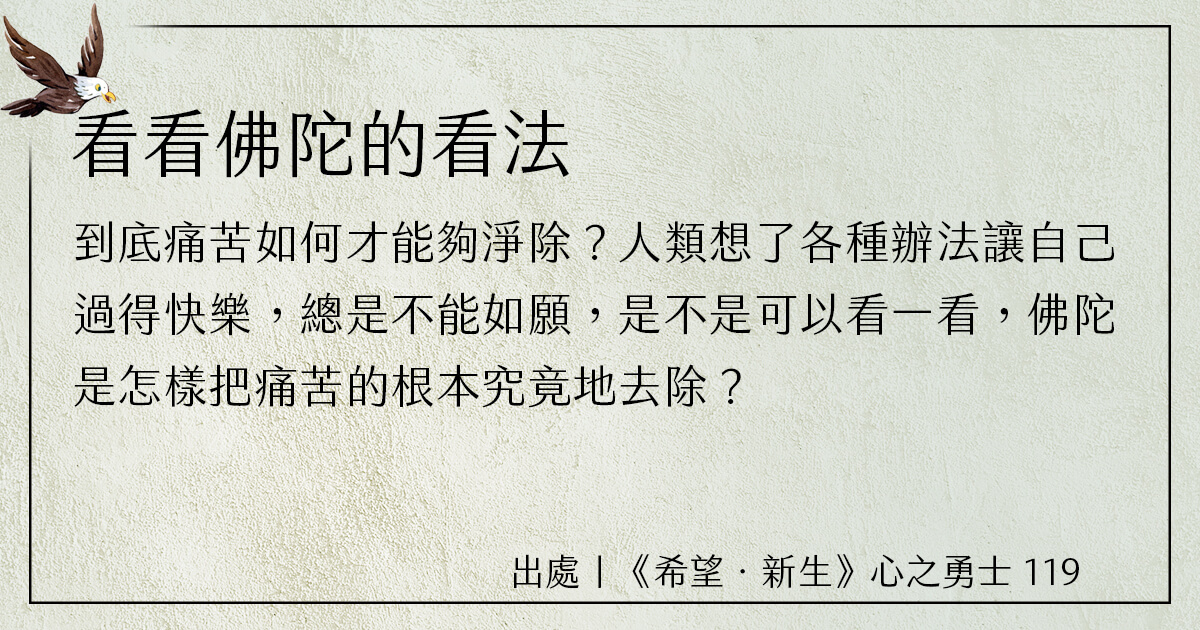 看看佛陀的看法
到底痛苦如何才能夠淨除？人類想了各種辦法讓自己
過得快樂，總是不能如願，是不是可以看一看，佛陀
是怎樣把痛苦的根本究竟地去除？
出處｜《希望．新生》心之勇士 119